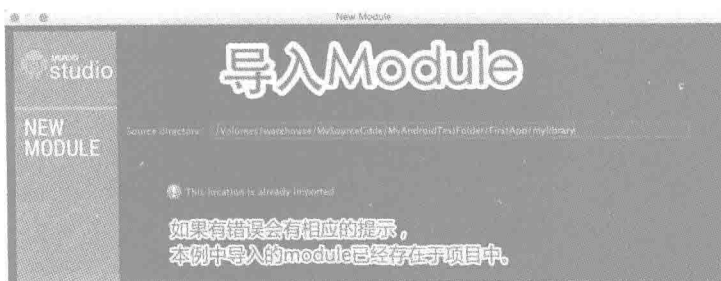 New Module
studio
导入Module
NEW
MODULE
Source directory: /Volumes/warehouse/MySourceCode/MyAndroidTestFolder/FirstApp/mylibrary
This location is already imported
如果有错误会有相应的提示，
本例中导入的module已经存在于项目中。